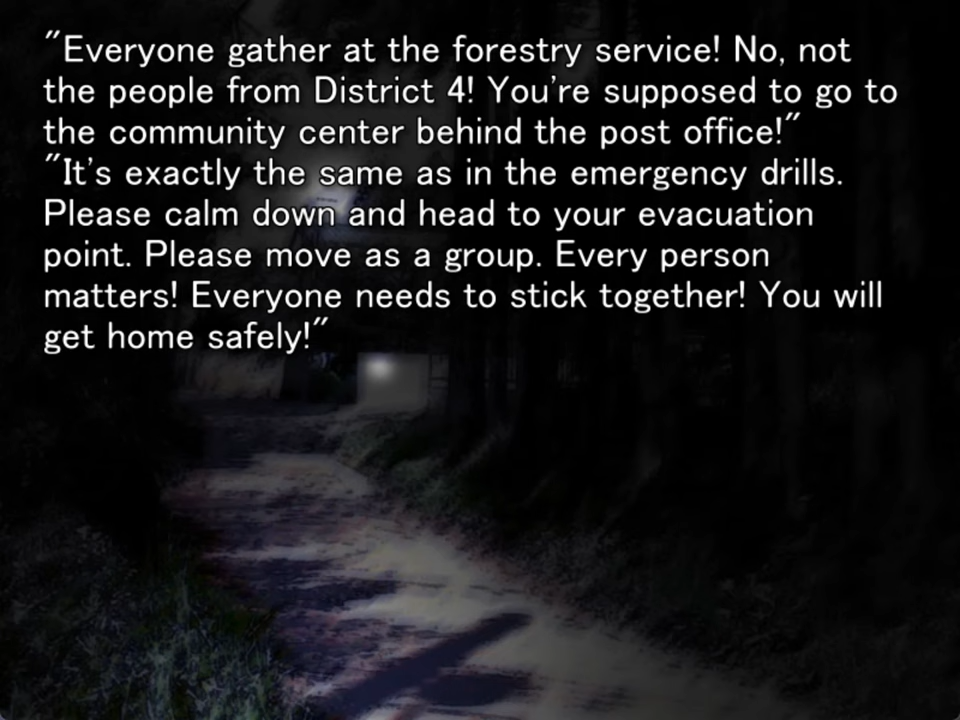 "Everyone gather at the forestry service! No, not
the people from District 4! You're supposed to go to
the community center behind the post office!"
"It's exactly the same as in the emergency drills.
Please calm down and head to your evacuation
point. Please move as a group. Every person
matters! Everyone needs to stick together! You will
get home safely!"